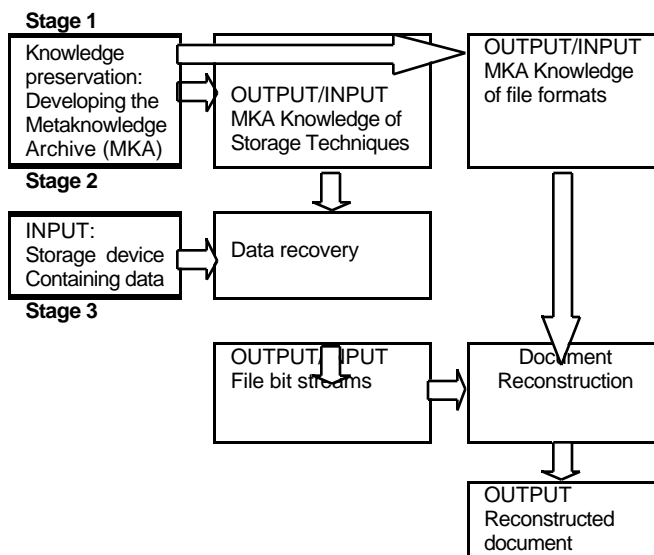 Stage 1
Knowledge
preservation:
Developing the
Metaknowledge
Archive (MKA)
OUTPUT/INPUT
MKA Knowledge of
Storage Techniques
OUTPUT/INPUT
MKA Knowledge
of file formats
Stage 2
INPUT:
Storage device
Containing data
Data recovery
Stage 3
OUTPUT/INPUT
File bit streams
Document
Reconstruction
OUTPUT
Reconstructed
document